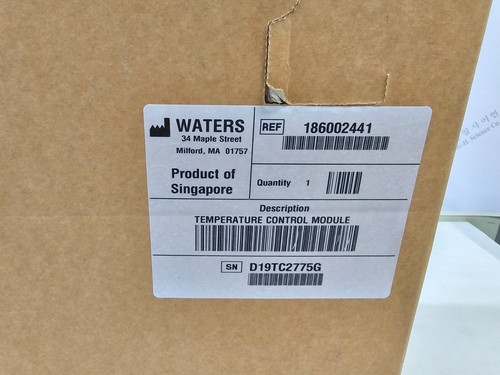 WATERS
34 Maple Street
Milford, MA 01757
REF 186002441
Product of
Singapore
Quantity 1
Description
TEMPERATURE CONTROL MODULE
SN D19TC2775G